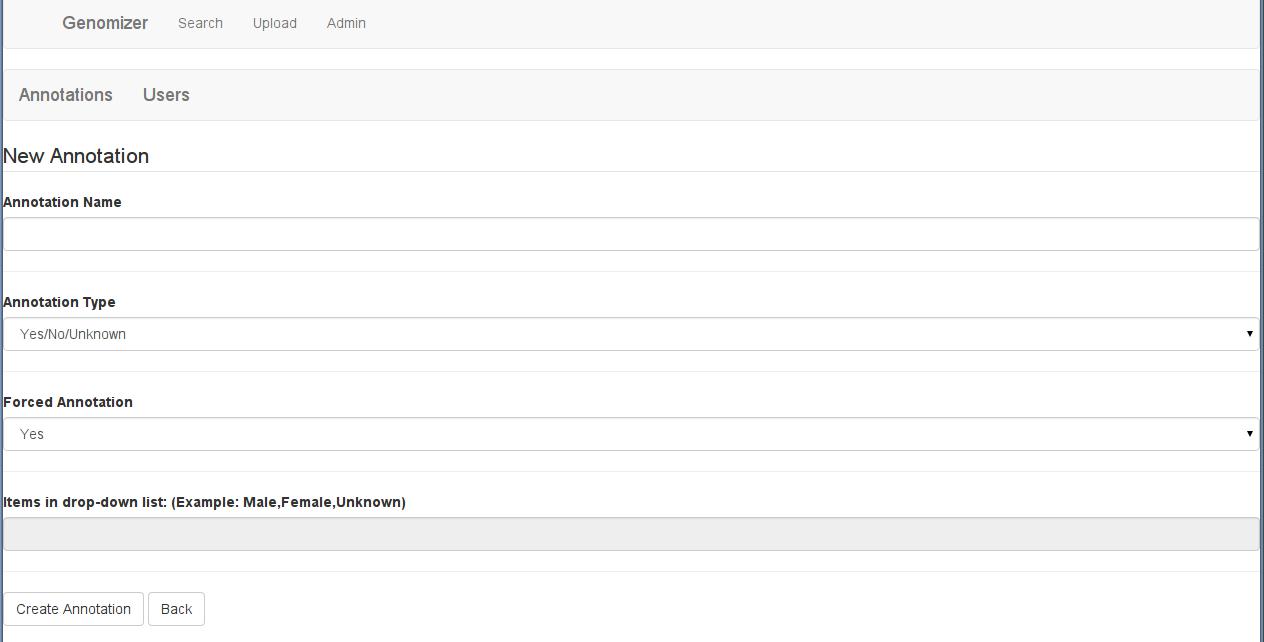 Genomizer Search Upload Admin
Annotations Users
New Annotation
Annotation Name
Annotation Type
Yes/No/Unknown
Forced Annotation
Yes
Items in drop-down list: (Example: Male,Female,Unknown)
Create Annotation Back